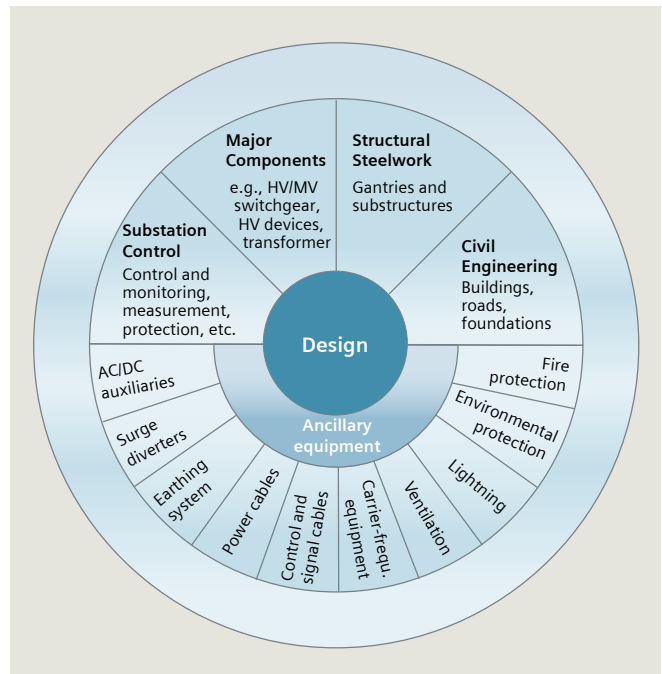 Major
Components
e.g., HV/MV
switchgear,
HV devices,
transformer
Structural
Steelwork
Gantries and
substructures
Substation
Control
Control and
monitoring,
measurement,
protection, etc.
Civil
Engineering
Buildings,
roads,
foundations
Design
Ancillary
equipment
AC/DC
auxiliaries
Surge
diverters
Earthing
system
Power cables
Control and
signal cables
Carrier-frequ.
equipment
Ventilation
Lightning
Environmental
protection
Fire
protection